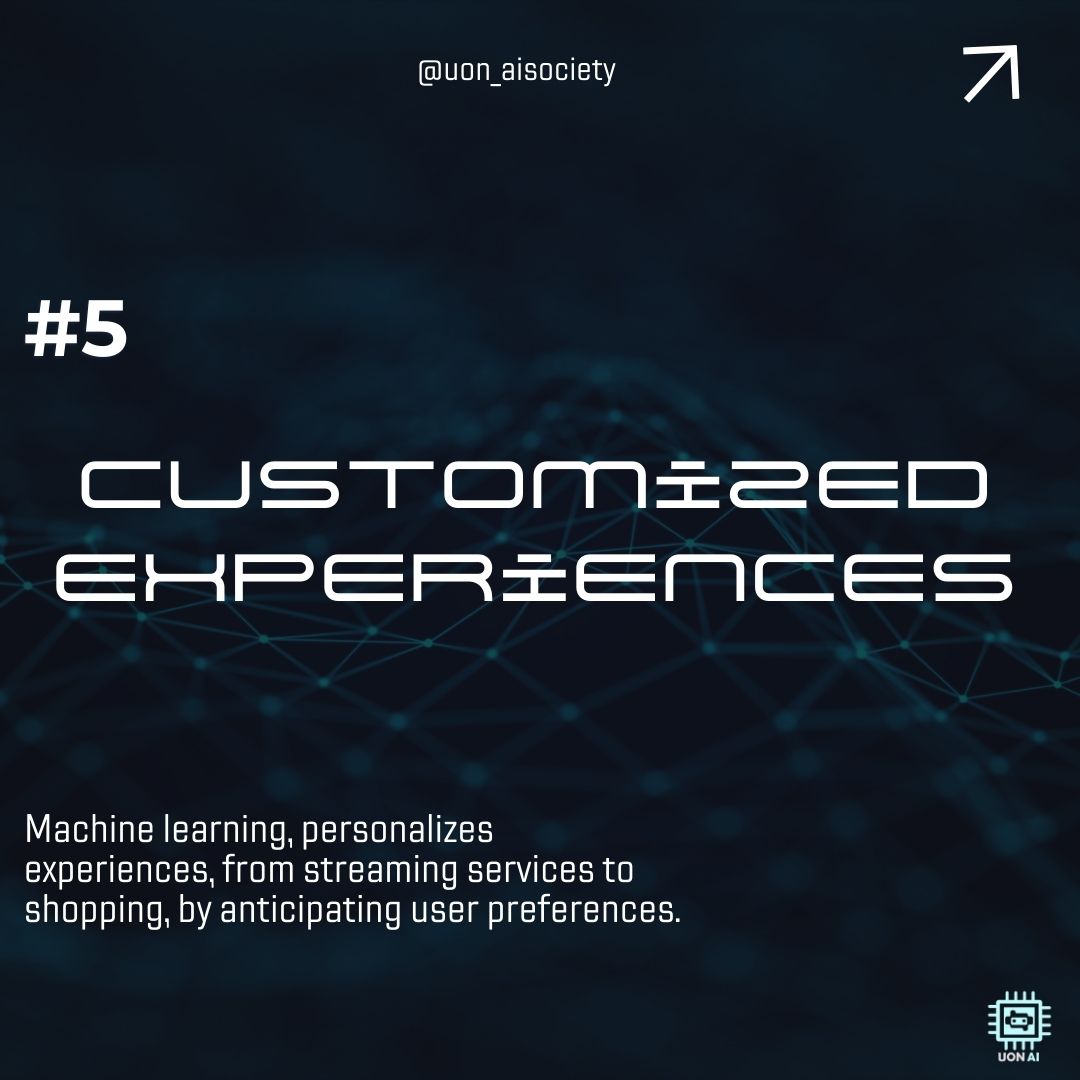 @uon_aisociety
#5
CUSTOMIZED
EXPERIENCES
Machine learning, personalizes
experiences, from streaming services to
shopping, by anticipating user preferences.
UON AI